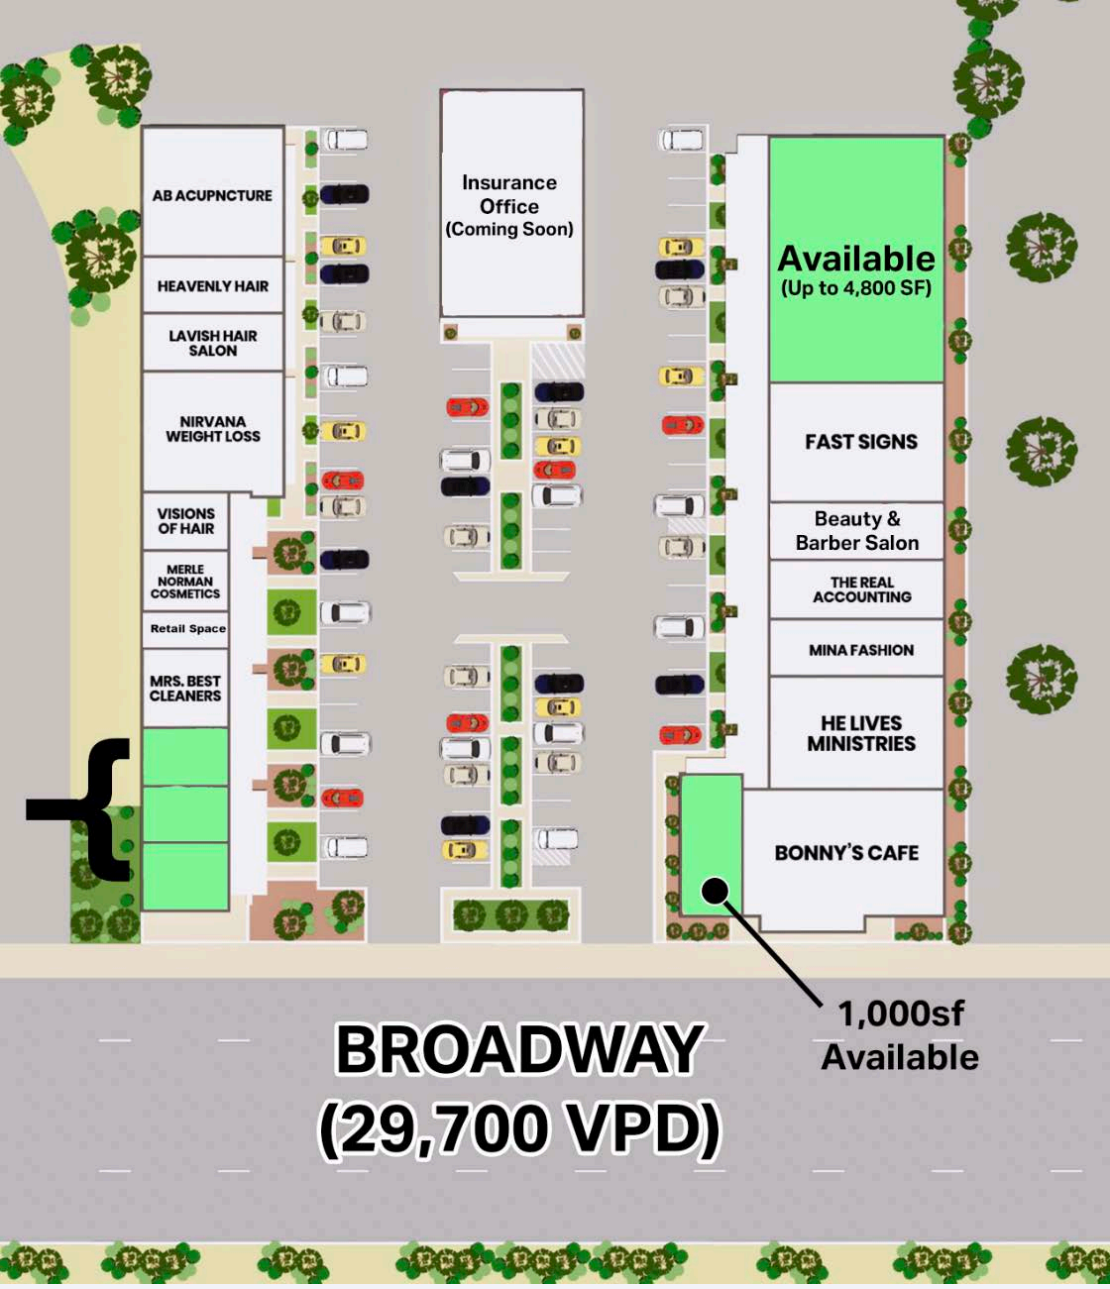 AB ACUPNCTURE
HEAVENLY HAIR
LAVISH HAIR
SALON
NIRVANA
WEIGHT LOSS
VISIONS
OF HAIR
MERLE
NORMAN
COSMETICS
Retail Space
MRS. BEST
CLEANERS
{
Insurance
Office
(Coming Soon)
Available
(Up to 4,800 SF)
FAST SIGNS
Beauty &
Barber Salon
THE REAL
ACCOUNTING
MINA FASHION
HE LIVES
MINISTRIES
BONNY'S CAFE
1,000sf
Available
BROADWAY
(29,700 VPD)